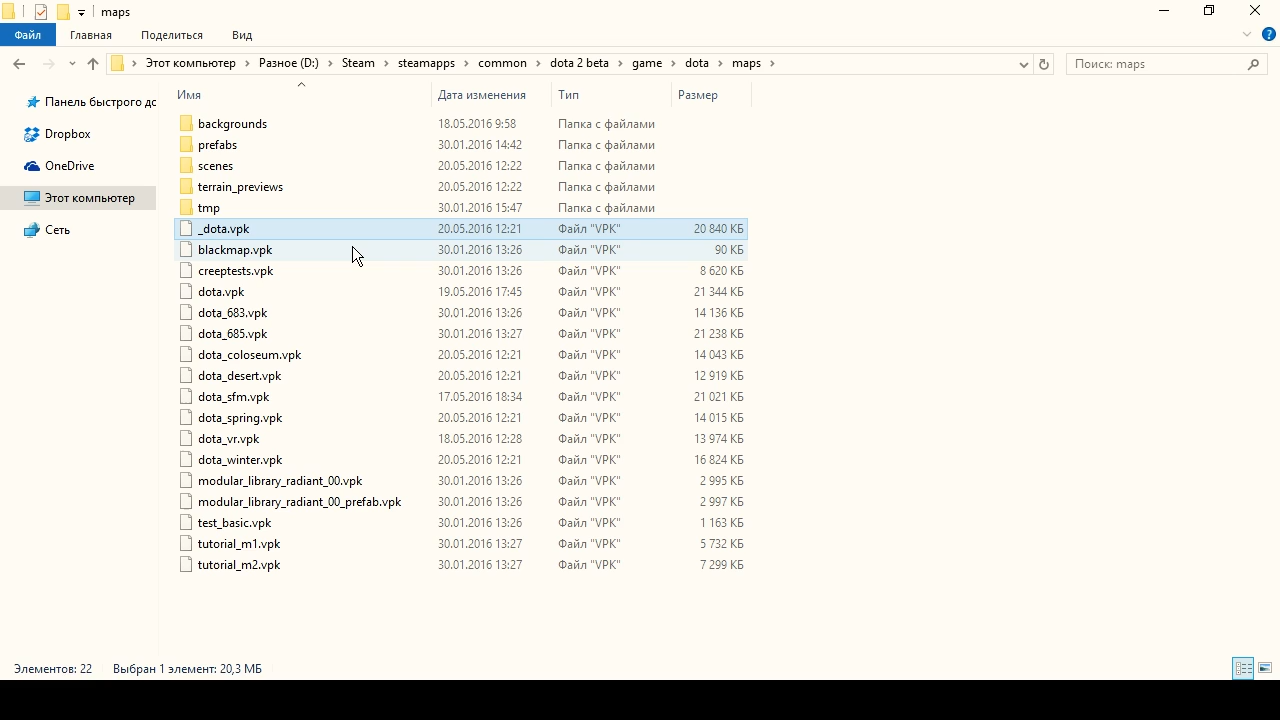 maps
Файл Главная Поделиться Вид
Этот компьютер Разное (D:) Steam steamapps common dota 2 beta game dota maps Поиск: maps
Имя Дата изменения Тип Размер
Панель быстрого дс
Dropbox
OneDrive
Этот компьютер
Сеть
backgrounds 18.05.2016 9:58 Папка с файлами
prefabs 30.01.2016 14:42 Папка с файлами
scenes 20.05.2016 12:22 Папка с файлами
terrain_previews 20.05.2016 12:22 Папка с файлами
tmp 30.01.2016 15:47 Папка с файлами
_dota.vpk 20.05.2016 12:21 Файл "VPK" 20 840 КБ
blackmap.vpk 30.01.2016 13:26 Файл "VPK" 90 КБ
creeptests.vpk 30.01.2016 13:26 Файл "VPK" 8 620 КБ
dota.vpk 19.05.2016 17:45 Файл "VPK" 21 344 КБ
dota_683.vpk 30.01.2016 13:26 Файл "VPK" 14 136 КБ
dota_685.vpk 30.01.2016 13:27 Файл "VPK" 21 238 КБ
dota_coloseum.vpk 20.05.2016 12:21 Файл "VPK" 14 043 КБ
dota_desert.vpk 20.05.2016 12:21 Файл "VPK" 12 919 КБ
dota_sfm.vpk 17.05.2016 18:34 Файл "VPK" 21 021 КБ
dota_spring.vpk 20.05.2016 12:21 Файл "VPK" 14 015 КБ
dota_vr.vpk 18.05.2016 12:28 Файл "VPK" 13 974 КБ
dota_winter.vpk 20.05.2016 12:21 Файл "VPK" 16 824 КБ
modular_library_radiant_00.vpk 30.01.2016 13:26 Файл "VPK" 2 995 КБ
modular_library_radiant_00_prefab.vpk 30.01.2016 13:26 Файл "VPK" 2 997 КБ
test_basic.vpk 30.01.2016 13:26 Файл "VPK" 1 163 КБ
tutorial_m1.vpk 30.01.2016 13:27 Файл "VPK" 5 732 КБ
tutorial_m2.vpk 30.01.2016 13:27 Файл "VPK" 7 299 КБ
Элементов: 22 Выбран 1 элемент: 20,3 МБ